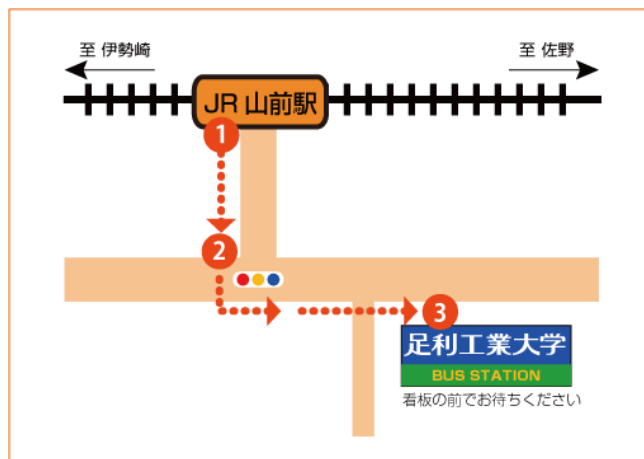 至 伊勢崎
至 佐野
JR 山前駅
1
2
3
足利工業大学
BUS STATION
看板の前でお待ちください